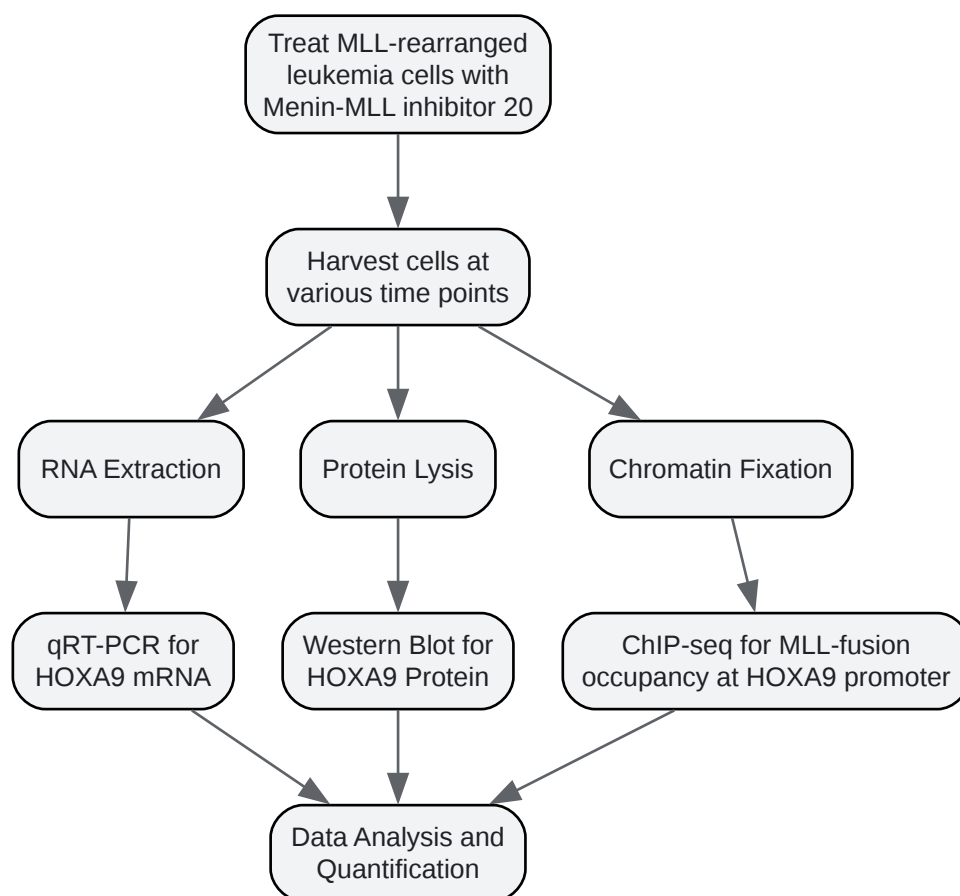 Treat MLL-rearranged
leukemia cells with
Menin-MLL inhibitor 20
Harvest cells at
various time points
RNA Extraction
Protein Lysis
Chromatin Fixation
qRT-PCR for
HOXA9 mRNA
Western Blot for
HOXA9 Protein
ChIP-seq for MLL-fusion
occupancy at HOXA9 promoter
Data Analysis and
Quantification